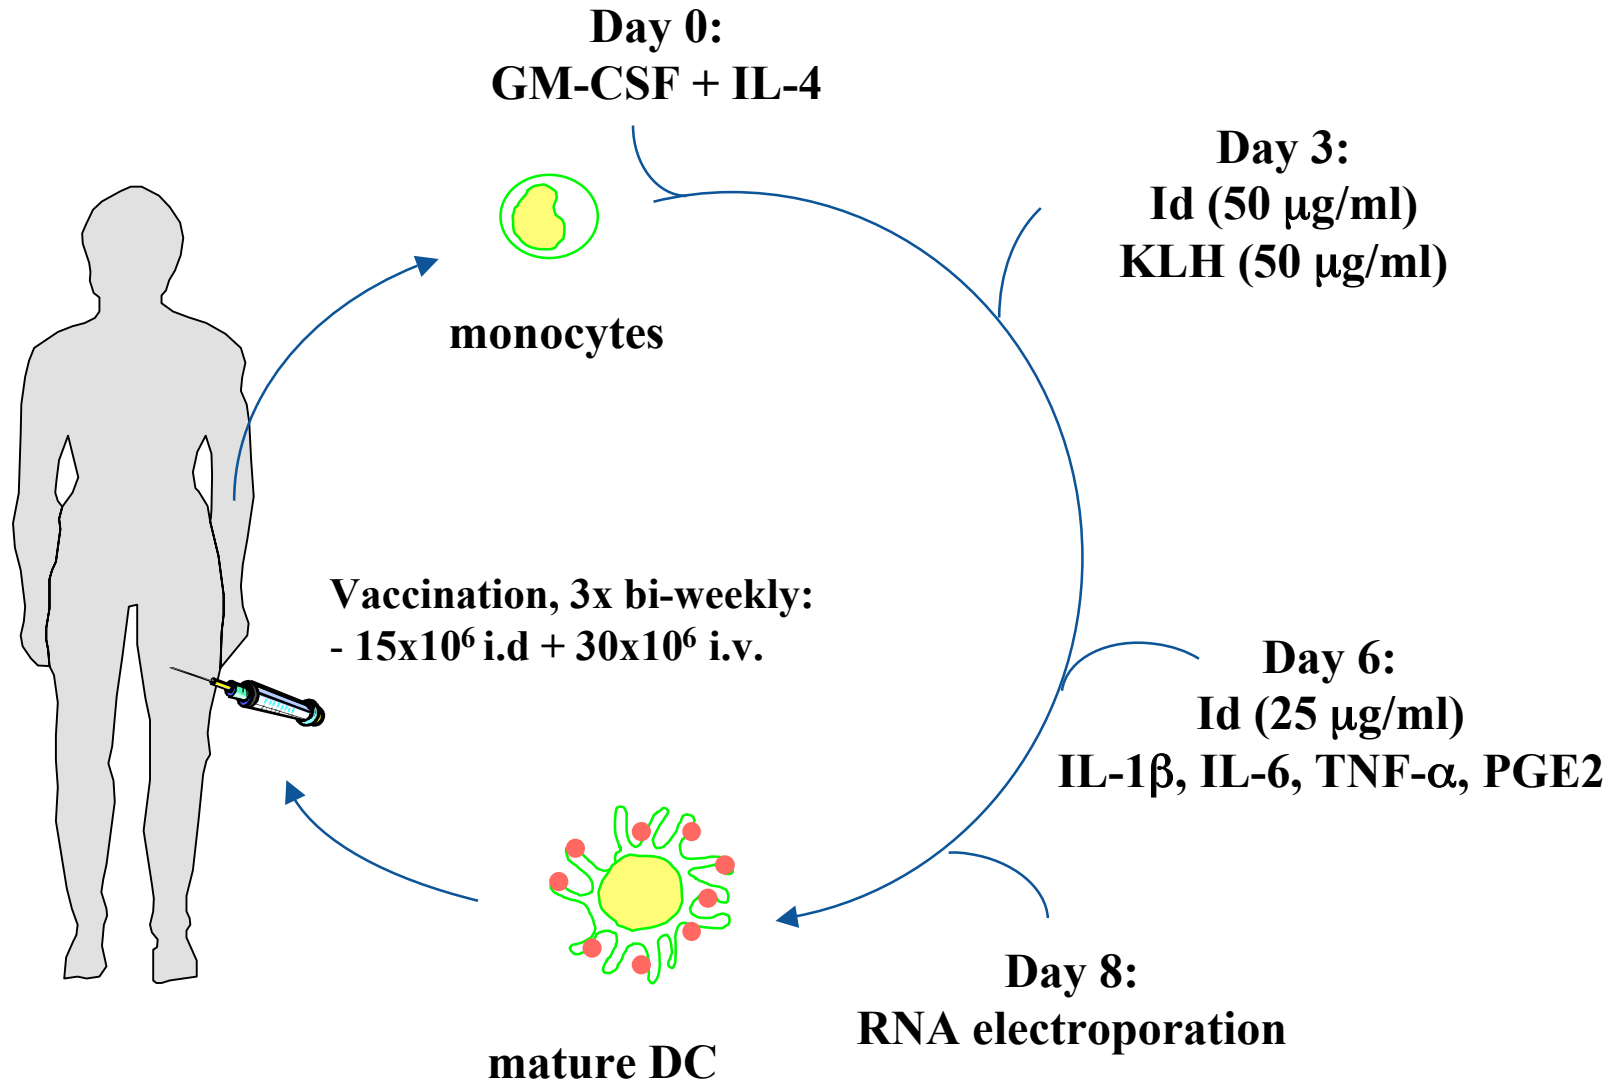 Day 0:
GM-CSF + IL-4
Day 3:
Id (50 μg/ml)
KLH (50 μg/ml)
monocytes
Vaccination, 3x bi-weekly:
- 15x10⁶ i.d + 30x10⁶ i.v.
Day 6:
Id (25 μg/ml)
IL-1β, IL-6, TNF-α, PGE2
Day 8:
RNA electroporation
mature DC